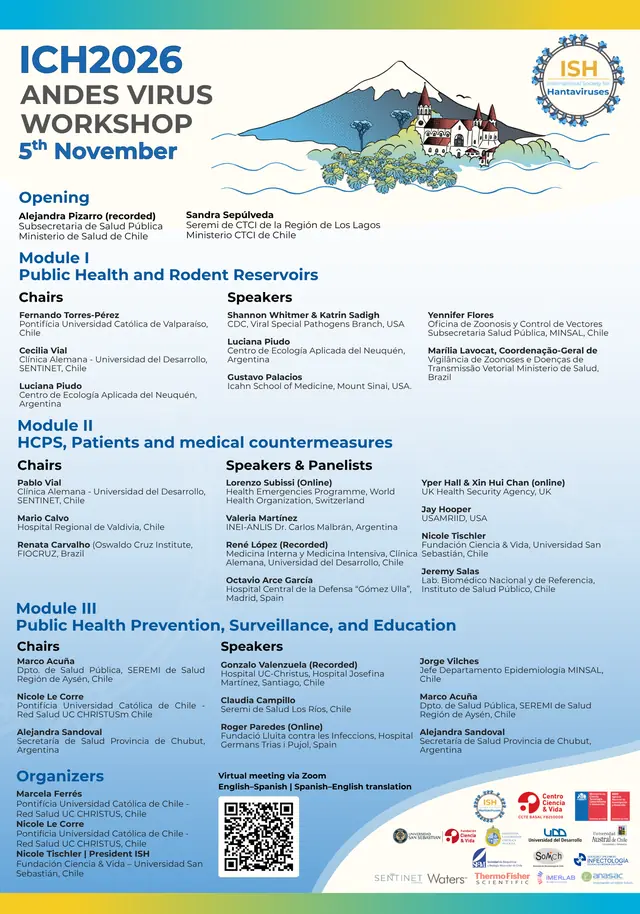 ICH2026
ANDES VIRUS
WORKSHOP
5th November
ISH
International Society for
Hantaviruses
Opening
Alejandra Pizarro (recorded)
Subsecretaria de Salud Pública
Ministerio de Salud de Chile
Sandra Sepúlveda
Seremi de CTCI de la Región de Los Lagos
Ministerio CTCI de Chile
Module I
Public Health and Rodent Reservoirs
Chairs
Fernando Torres-Pérez
Pontifícia Universidad Católica de Valparaíso,
Chile
Cecilia Vial
Clínica Alemana - Universidad del Desarrollo,
SENTINET, Chile
Luciana Piudo
Centro de Ecología Aplicada del Neuquén,
Argentina
Speakers
Shannon Whitmer & Katrin Sadigh
CDC, Viral Special Pathogens Branch, USA
Luciana Piudo
Centro de Ecología Aplicada del Neuquén,
Argentina
Gustavo Palacios
Icahn School of Medicine, Mount Sinai, USA.
Yennifer Flores
Oficina de Zoonosis y Control de Vectores
Subsecretaria Salud Pública, MINSAL, Chile
Marília Lavocat, Coordenação-Geral de
Vigilância de Zoonoses e Doenças de
Transmissão Vetorial Ministerio de Salud,
Brazil
Module II
HCPS, Patients and medical countermeasures
Chairs
Pablo Vial
Clínica Alemana - Universidad del Desarrollo,
SENTINET, Chile
Mario Calvo
Hospital Regional de Valdivia, Chile
Renata Carvalho (Oswaldo Cruz Institute,
FIOCRUZ, Brazil
Speakers & Panelists
Lorenzo Subissi (Online)
Health Emergencies Programme, World
Health Organization, Switzerland
Valeria Martínez
INEI-ANLIS Dr. Carlos Malbrán, Argentina
René López (Recorded)
Medicina Interna y Medicina Intensiva, Clínica
Alemana, Universidad del Desarrollo, Chile
Octavio Arce García
Hospital Central de la Defensa “Gómez Ulla”,
Madrid, Spain
Yper Hall & Xin Hui Chan (online)
UK Health Security Agency, UK
Jay Hooper
USAMRIID, USA
Nicole Tischler
Fundación Ciencia & Vida, Universidad San
Sebastián, Chile
Jeremy Salas
Lab. Biomédico Nacional y de Referencia,
Instituto de Salud Público, Chile
Module III
Public Health Prevention, Surveillance, and Education
Chairs
Marco Acuña
Dpto. de Salud Pública, SEREMI de Salud
Región de Aysén, Chile
Nicole Le Corre
Pontifícia Universidad Católica de Chile -
Red Salud UC CHRISTUSm Chile
Alejandra Sandoval
Secretaría de Salud Provincia de Chubut,
Argentina
Speakers
Gonzalo Valenzuela (Recorded)
Hospital UC-Christus, Hospital Josefina
Martínez, Santiago, Chile
Claudia Campillo
Seremi de Salud Los Ríos, Chile
Roger Paredes (Online)
Fundació Lluita contra les Infeccions, Hospital
Germans Trias i Pujol, Spain
Jorge Vilches
Jefe Departamento Epidemiología MINSAL,
Chile
Marco Acuña
Dpto. de Salud Pública, SEREMI de Salud
Región de Aysén, Chile
Alejandra Sandoval
Secretaría de Salud Provincia de Chubut,
Argentina
Organizers
Marcela Ferrés
Pontifícia Universidad Católica de Chile -
Red Salud UC CHRISTUS, Chile
Nicole Le Corre
Pontifícia Universidad Católica de Chile -
Red Salud UC CHRISTUS, Chile
Nicole Tischler | President ISH
Fundación Ciencia & Vida – Universidad San
Sebastián, Chile
Virtual meeting via Zoom
English–Spanish | Spanish–English translation
ISH
Centro
Ciencia
& Vida
UNIVERSIDAD
SAN SEBASTIAN
Fundación
Ciencia
& Vida
UDD
Universidad del Desarrollo
Universidad
Austral de Chile
INFECTOLOGÍA
SENTINET
Waters
ThermoFisher
SCIENTIFIC
IMERLAB
anasac